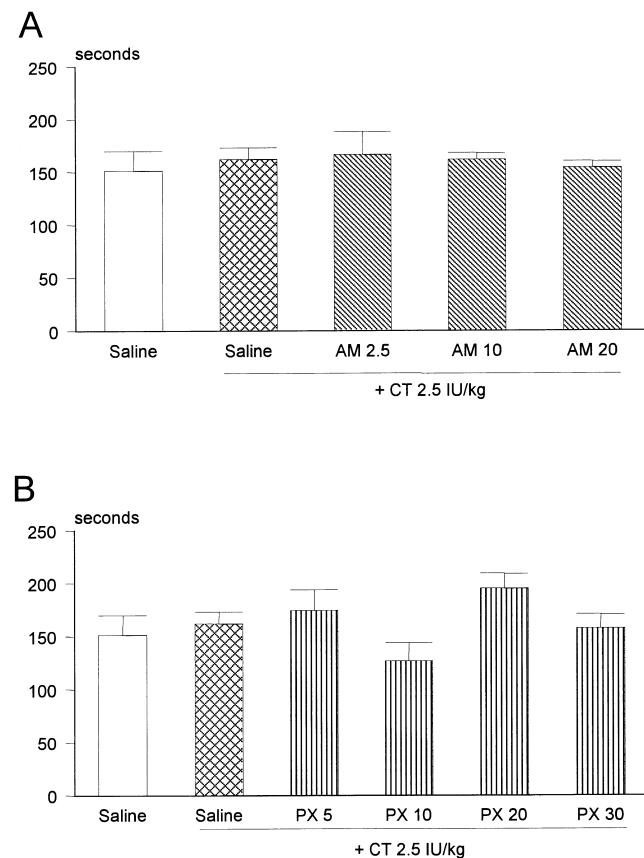 A
seconds
250
200
150
100
50
0
Saline Saline AM 2.5 AM 10 AM 20
+ CT 2.5 IU/kg
B
seconds
250
200
150
100
50
0
Saline Saline PX 5 PX 10 PX 20 PX 30
+ CT 2.5 IU/kg